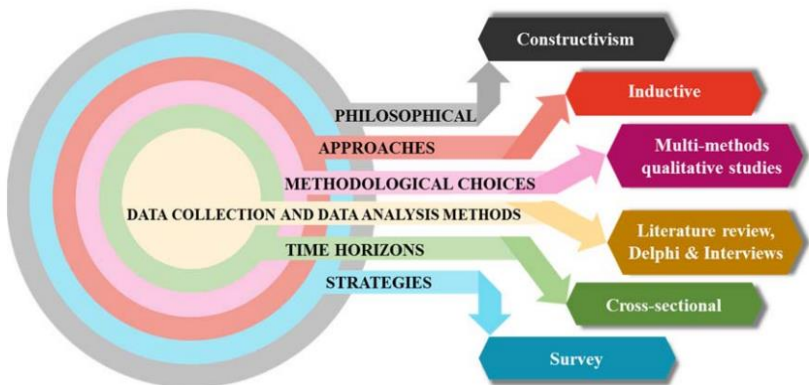 Constructivism
PHILOSOPHICAL
Inductive
APPROACHES
Multi-methods
qualitative studies
METHODOLOGICAL CHOICES
DATA COLLECTION AND DATA ANALYSIS METHODS
Literature review,
Delphi & Interviews
TIME HORIZONS
Cross-sectional
STRATEGIES
Survey